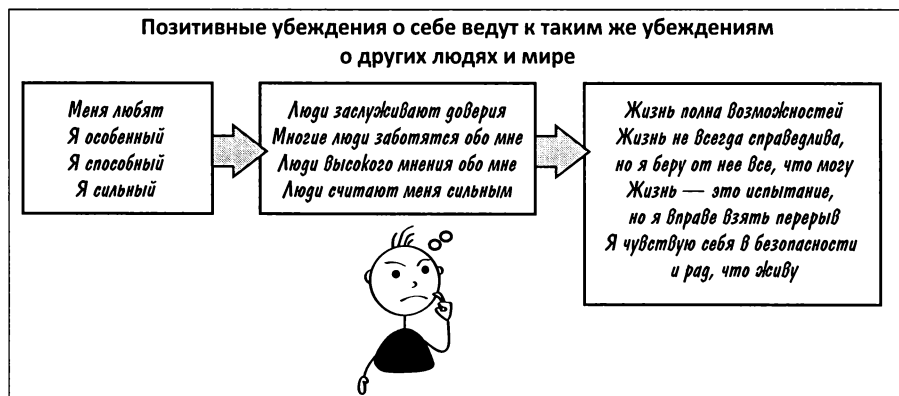 Позитивные убеждения о себе ведут к таким же убеждениям
о других людях и мире
Меня любят
Я особенный
Я способный
Я сильный
Люди заслуживают доверия
Многие люди заботятся обо мне
Люди высокого мнения обо мне
Люди считают меня сильным
Жизнь полна возможностей
Жизнь не всегда справедлива,
но я беру от нее все, что могу
Жизнь — это испытание,
но я вправе взять перерыв
Я чувствую себя в безопасности
и рад, что живу